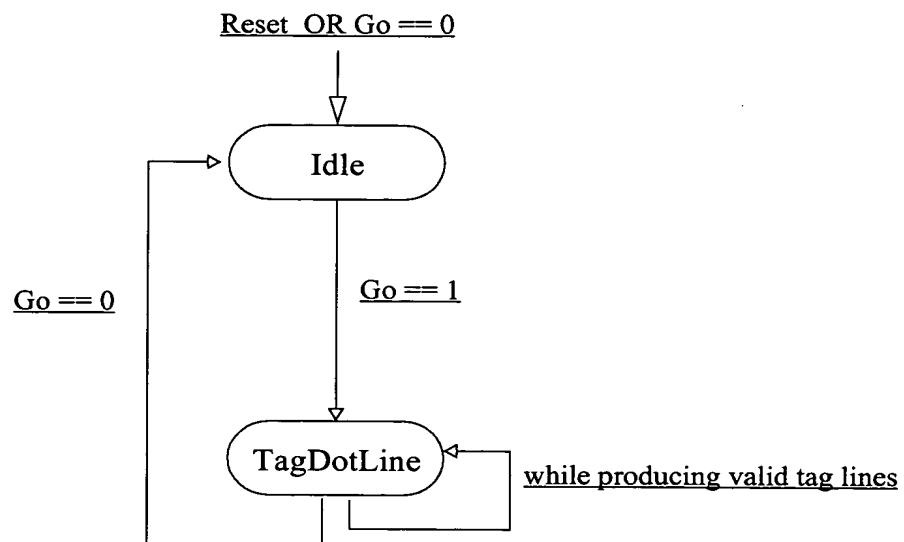 Reset OR Go == 0
Idle
Go == 0
Go == 1
TagDotLine
while producing valid tag lines